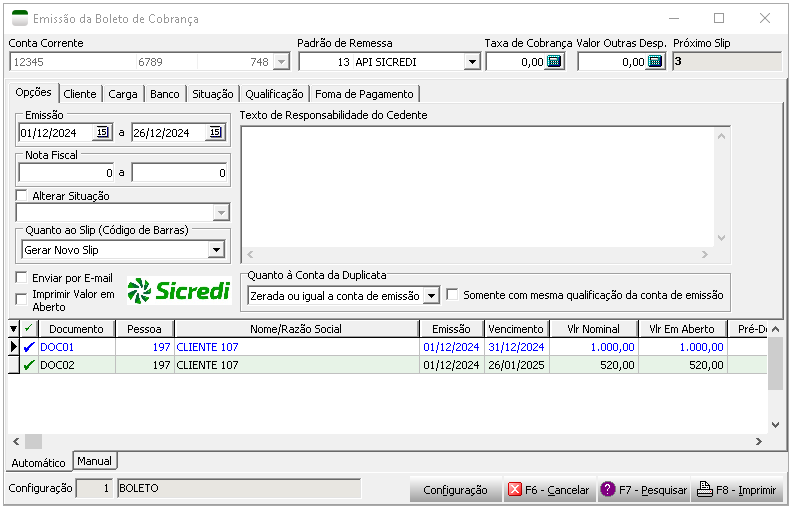 Emissão da Boleto de Cobrança
Conta Corrente Padrão de Remessa Taxa de Cobrança Valor Outras Desp. Próximo Slip
12345 6789 748 13 API SICREDI 0,00 0,00 3
Opções Cliente Carga Banco Situação Qualificação Foma de Pagamento
Emissão Texto de Responsabilidade do Cedente
01/12/2024 15 a 26/12/2024 15
Nota Fiscal
0 a 0
Alterar Situação
Quanto ao Slip (Código de Barras)
Gerar Novo Slip
Enviar por E-mail Sicredi Quanto à Conta da Duplicata
Imprimir Valor em Aberto Zerada ou igual a conta de emissão Somente com mesma qualificação da conta de emissão
Documento Pessoa Nome/Razão Social Emissão Vencimento Vlr Nominal Vlr Em Aberto Pré-D
DOC01 197 CLIENTE 107 01/12/2024 31/12/2024 1.000,00 1.000,00
DOC02 197 CLIENTE 107 01/12/2024 26/01/2025 520,00 520,00
Automático Manual
Configuração 1 BOLETO Configuração F6 - Cancelar F7 - Pesquisar F8 - Imprimir